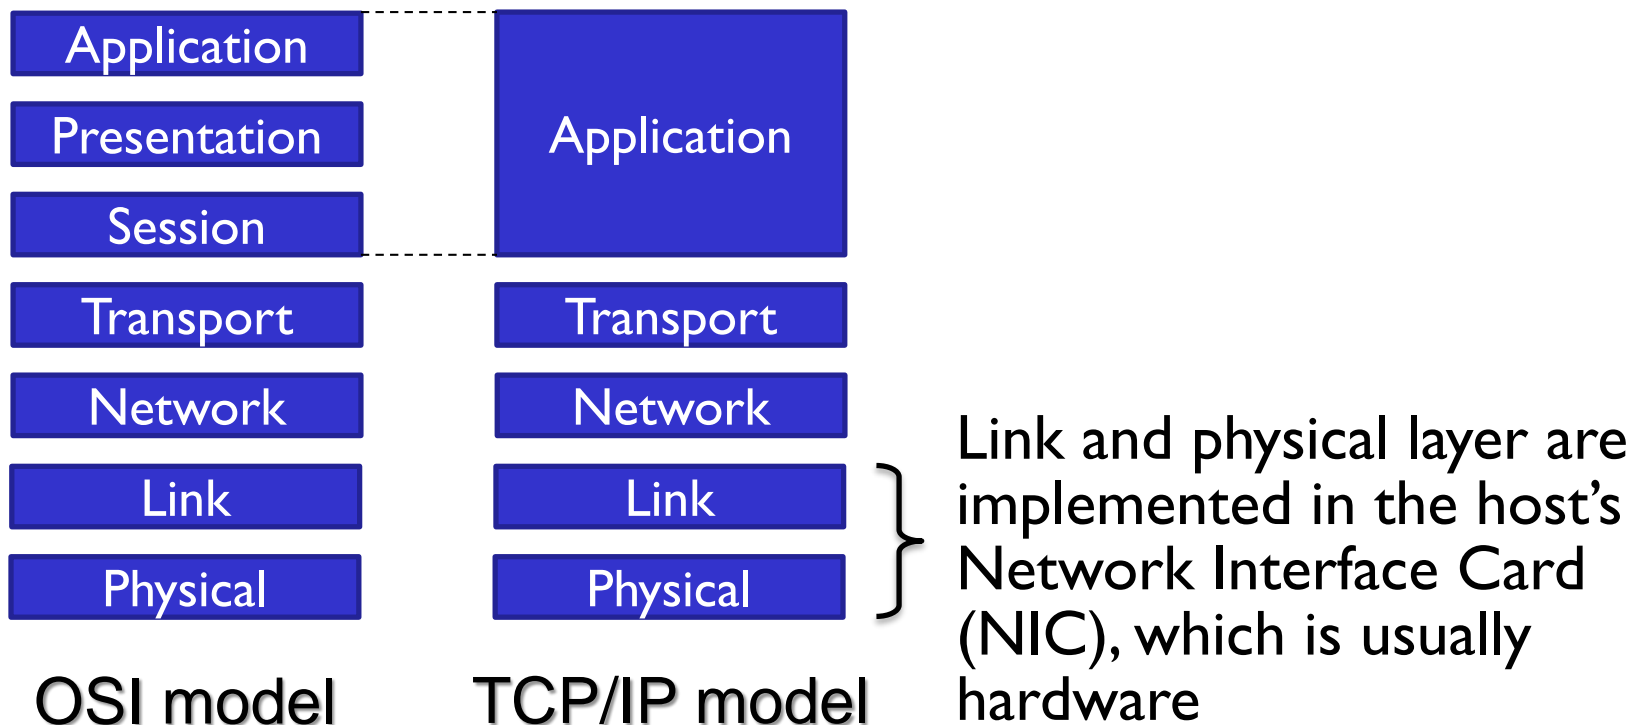 Application
Presentation
Session
Transport
Network
Link
Physical
OSI model
Application
Transport
Network
Link
Physical
TCP/IP model
Link and physical layer are
implemented in the host’s
Network Interface Card
(NIC), which is usually
hardware